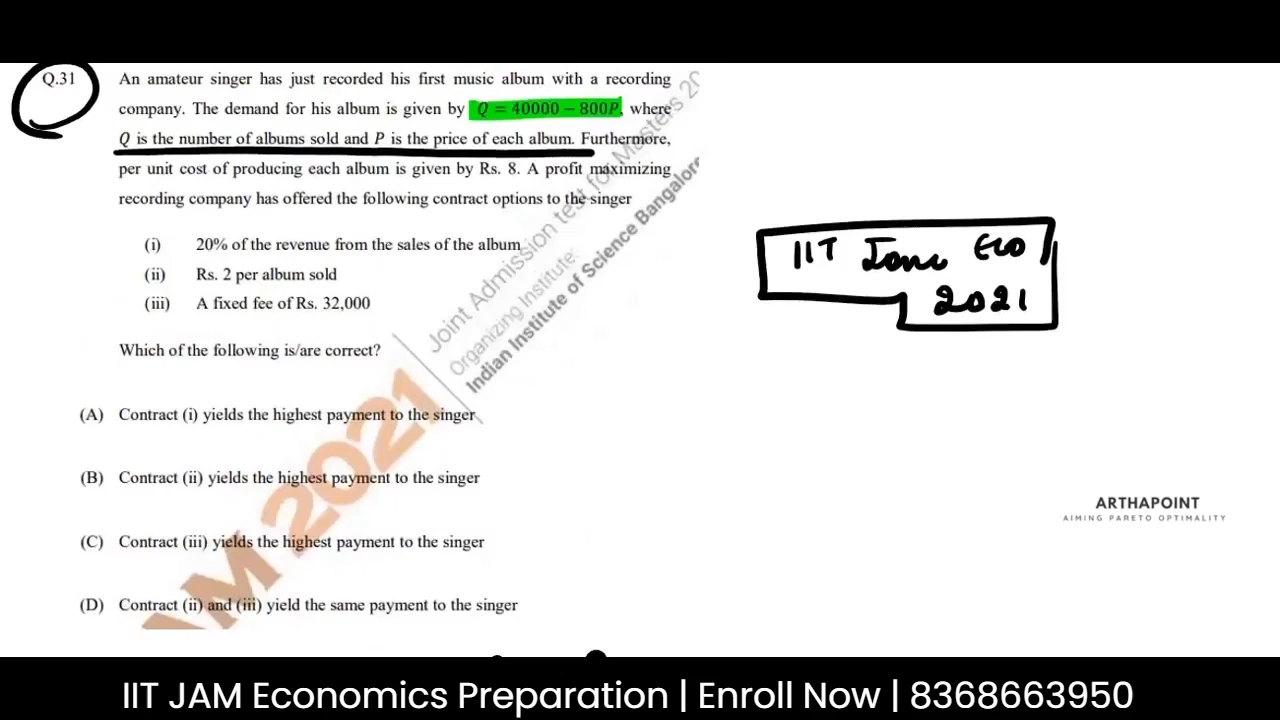 Q.31 An amateur singer has just recorded his first music album with a recording
company. The demand for his album is given by Q = 40000 − 800P, where
Q is the number of albums sold and P is the price of each album. Furthermore,
per unit cost of producing each album is given by Rs. 8. A profit maximizing
recording company has offered the following contract options to the singer
(i) 20% of the revenue from the sales of the album
(ii) Rs. 2 per album sold
(iii) A fixed fee of Rs. 32,000
Which of the following is/are correct?
(A) Contract (i) yields the highest payment to the singer
(B) Contract (ii) yields the highest payment to the singer
(C) Contract (iii) yields the highest payment to the singer
(D) Contract (ii) and (iii) yield the same payment to the singer
Joint Admission test for Masters 20
Organizing Institute:
Indian Institute of Science Bangalore
AM 2021
IIT Jam Eco
2021
ARTHAPOINT
AIMING PARETO OPTIMALITY
IIT JAM Economics Preparation | Enroll Now | 8368663950